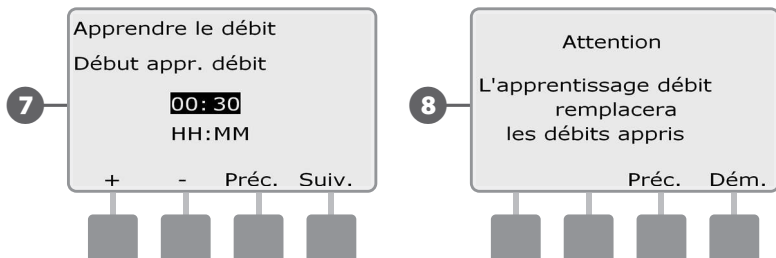 7
Apprendre le débit
Début appr. débit
00:30
HH:MM
+ - Préc. Suiv.
8
Attention
L'apprentissage débit
remplacera
les débits appris
Préc. Dém.